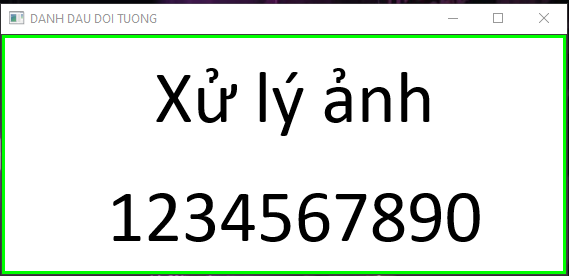 DANH DAU DOI TUONG
Xử lý ảnh
1234567890